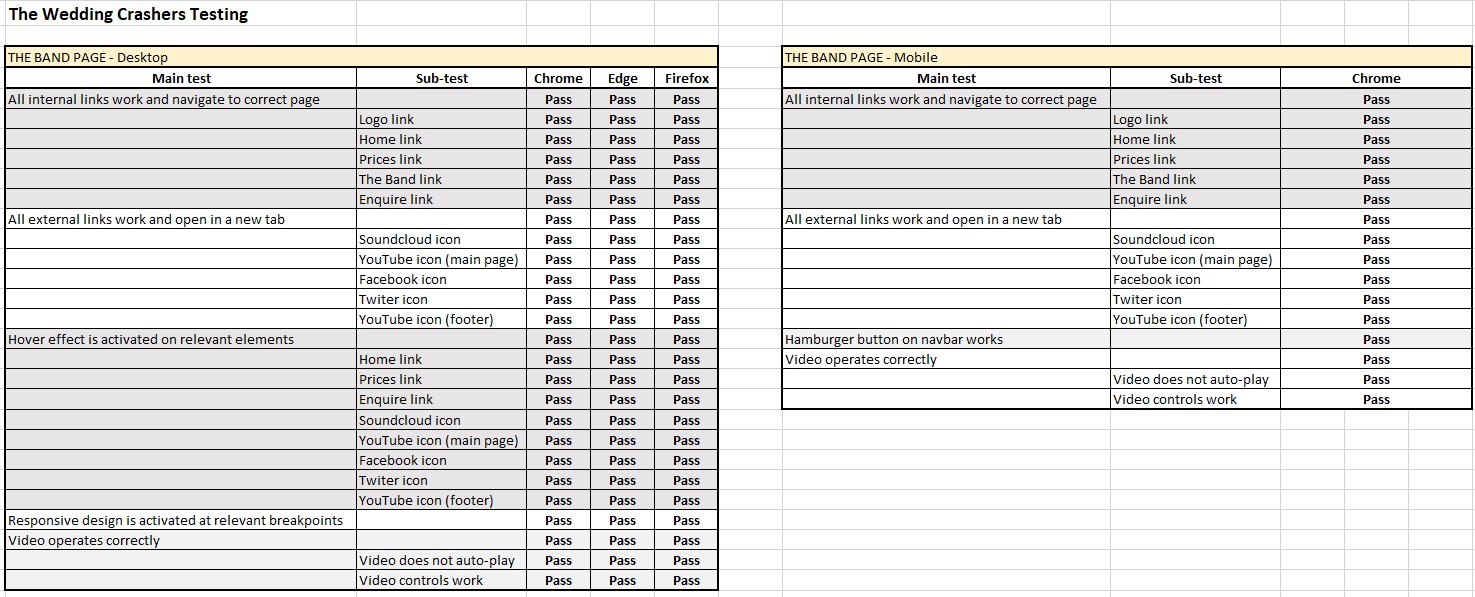 The Wedding Crashers Testing
THE BAND PAGE - Desktop
Main test Sub-test Chrome Edge Firefox
All internal links work and navigate to correct page Pass Pass Pass
Logo link Pass Pass Pass
Home link Pass Pass Pass
Prices link Pass Pass Pass
The Band link Pass Pass Pass
Enquire link Pass Pass Pass
All external links work and open in a new tab Pass Pass Pass
Soundcloud icon Pass Pass Pass
YouTube icon (main page) Pass Pass Pass
Facebook icon Pass Pass Pass
Twiter icon Pass Pass Pass
YouTube icon (footer) Pass Pass Pass
Hover effect is activated on relevant elements Pass Pass Pass
Home link Pass Pass Pass
Prices link Pass Pass Pass
Enquire link Pass Pass Pass
Soundcloud icon Pass Pass Pass
YouTube icon (main page) Pass Pass Pass
Facebook icon Pass Pass Pass
Twiter icon Pass Pass Pass
YouTube icon (footer) Pass Pass Pass
Responsive design is activated at relevant breakpoints Pass Pass Pass
Video operates correctly Pass Pass Pass
Video does not auto-play Pass Pass Pass
Video controls work Pass Pass Pass
THE BAND PAGE - Mobile
Main test Sub-test Chrome
All internal links work and navigate to correct page Pass
Logo link Pass
Home link Pass
Prices link Pass
The Band link Pass
Enquire link Pass
All external links work and open in a new tab Pass
Soundcloud icon Pass
YouTube icon (main page) Pass
Facebook icon Pass
Twiter icon Pass
YouTube icon (footer) Pass
Hamburger button on navbar works Pass
Video operates correctly Pass
Video does not auto-play Pass
Video controls work Pass